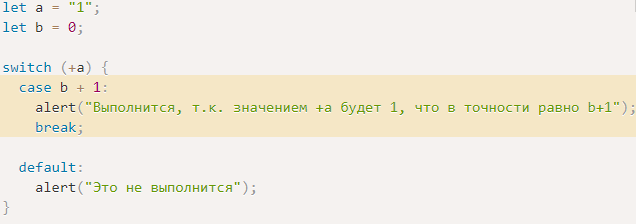 let a = "1";
let b = 0;
switch (+a) {
case b + 1:
alert("Выполнится, т.к. значением +a будет 1, что в точности равно b+1");
break;
default:
alert("Это не выполнится");
}